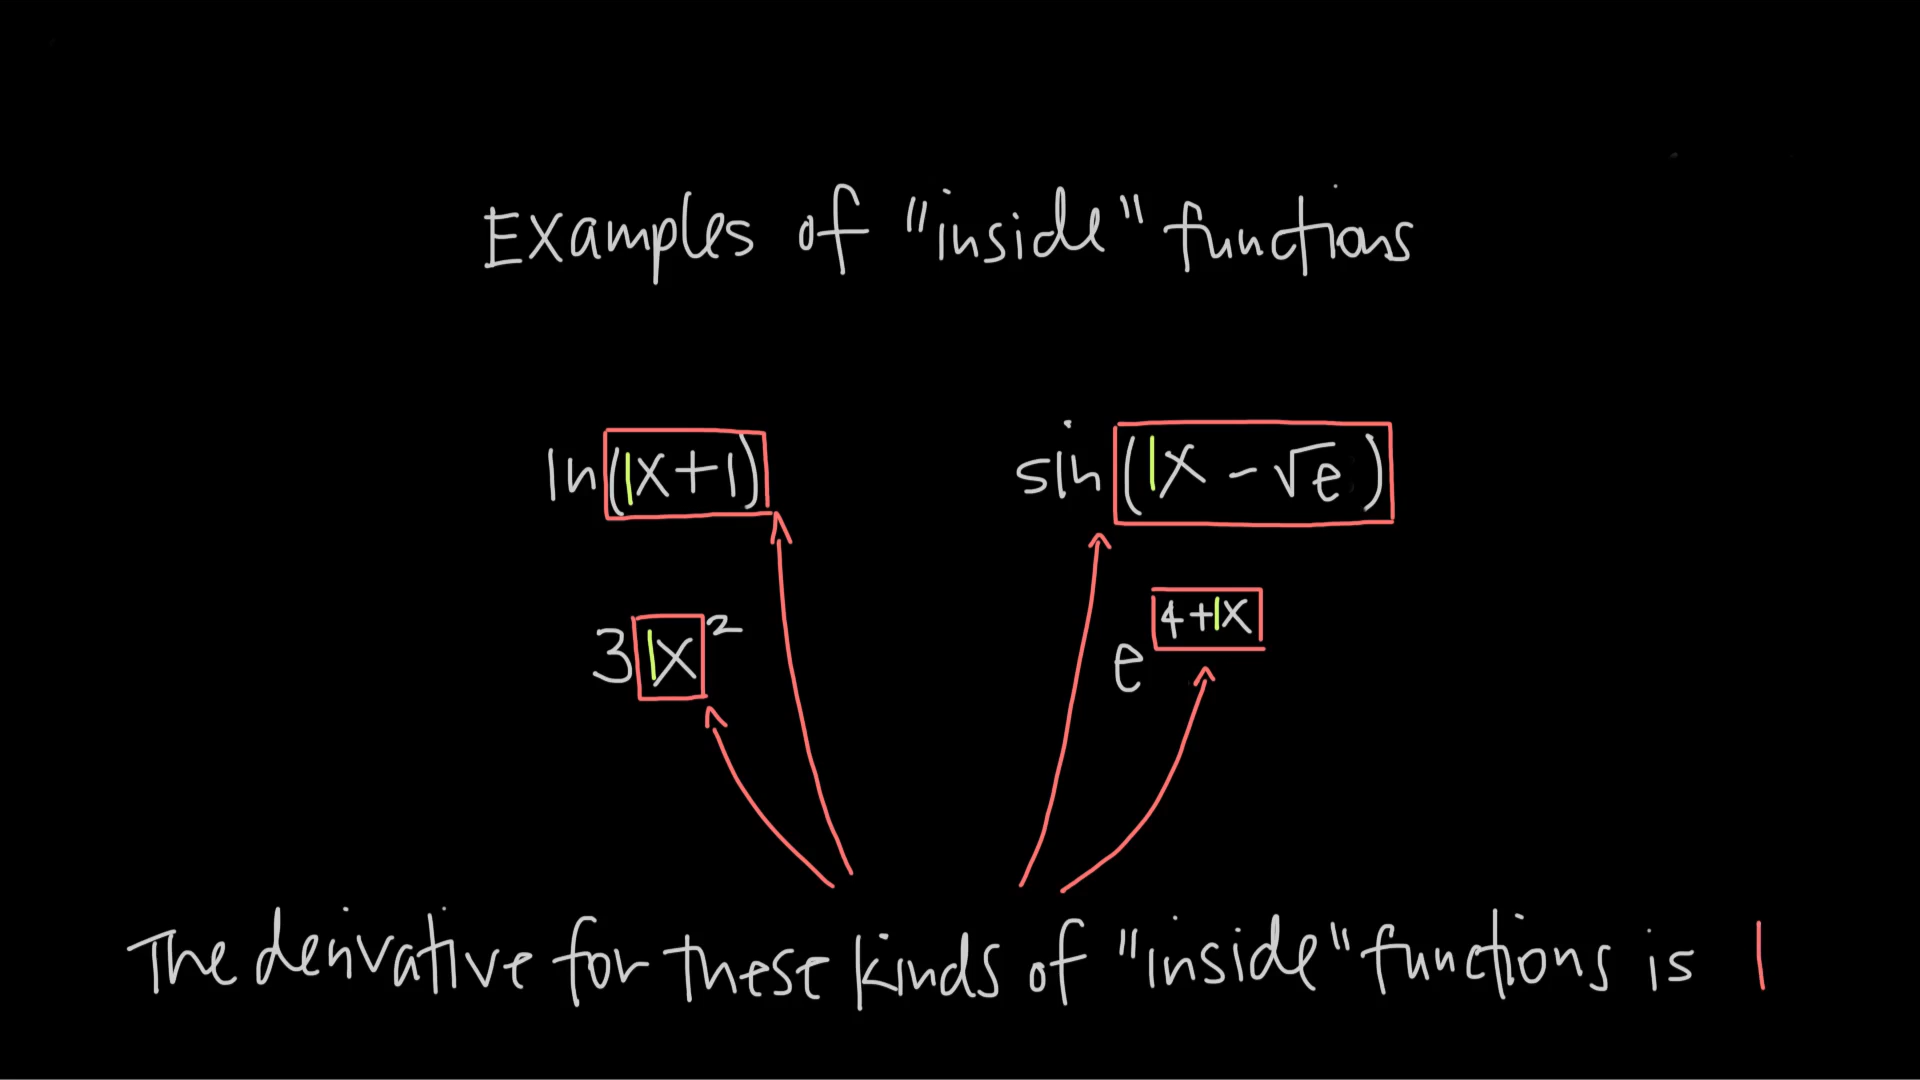 Examples of "inside" functions
ln(1x+1) sin(1x-√e)
3 1x² e^{4+1x}
The derivative for these kinds of "inside" functions is 1